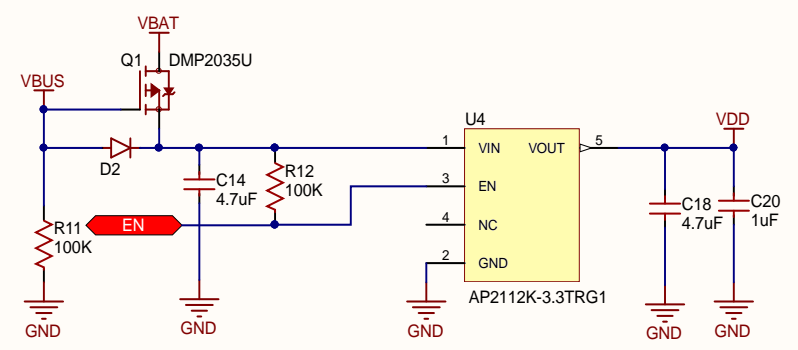 VBAT
Q1
DMP2035U
VBUS
D2
C14
4.7uF
R12
100K
R11
100K
EN
GND
GND
U4
1
VIN
VOUT
5
3
EN
4
NC
2
GND
AP2112K-3.3TRG1
GND
VDD
C18
4.7uF
C20
1uF
GND
GND